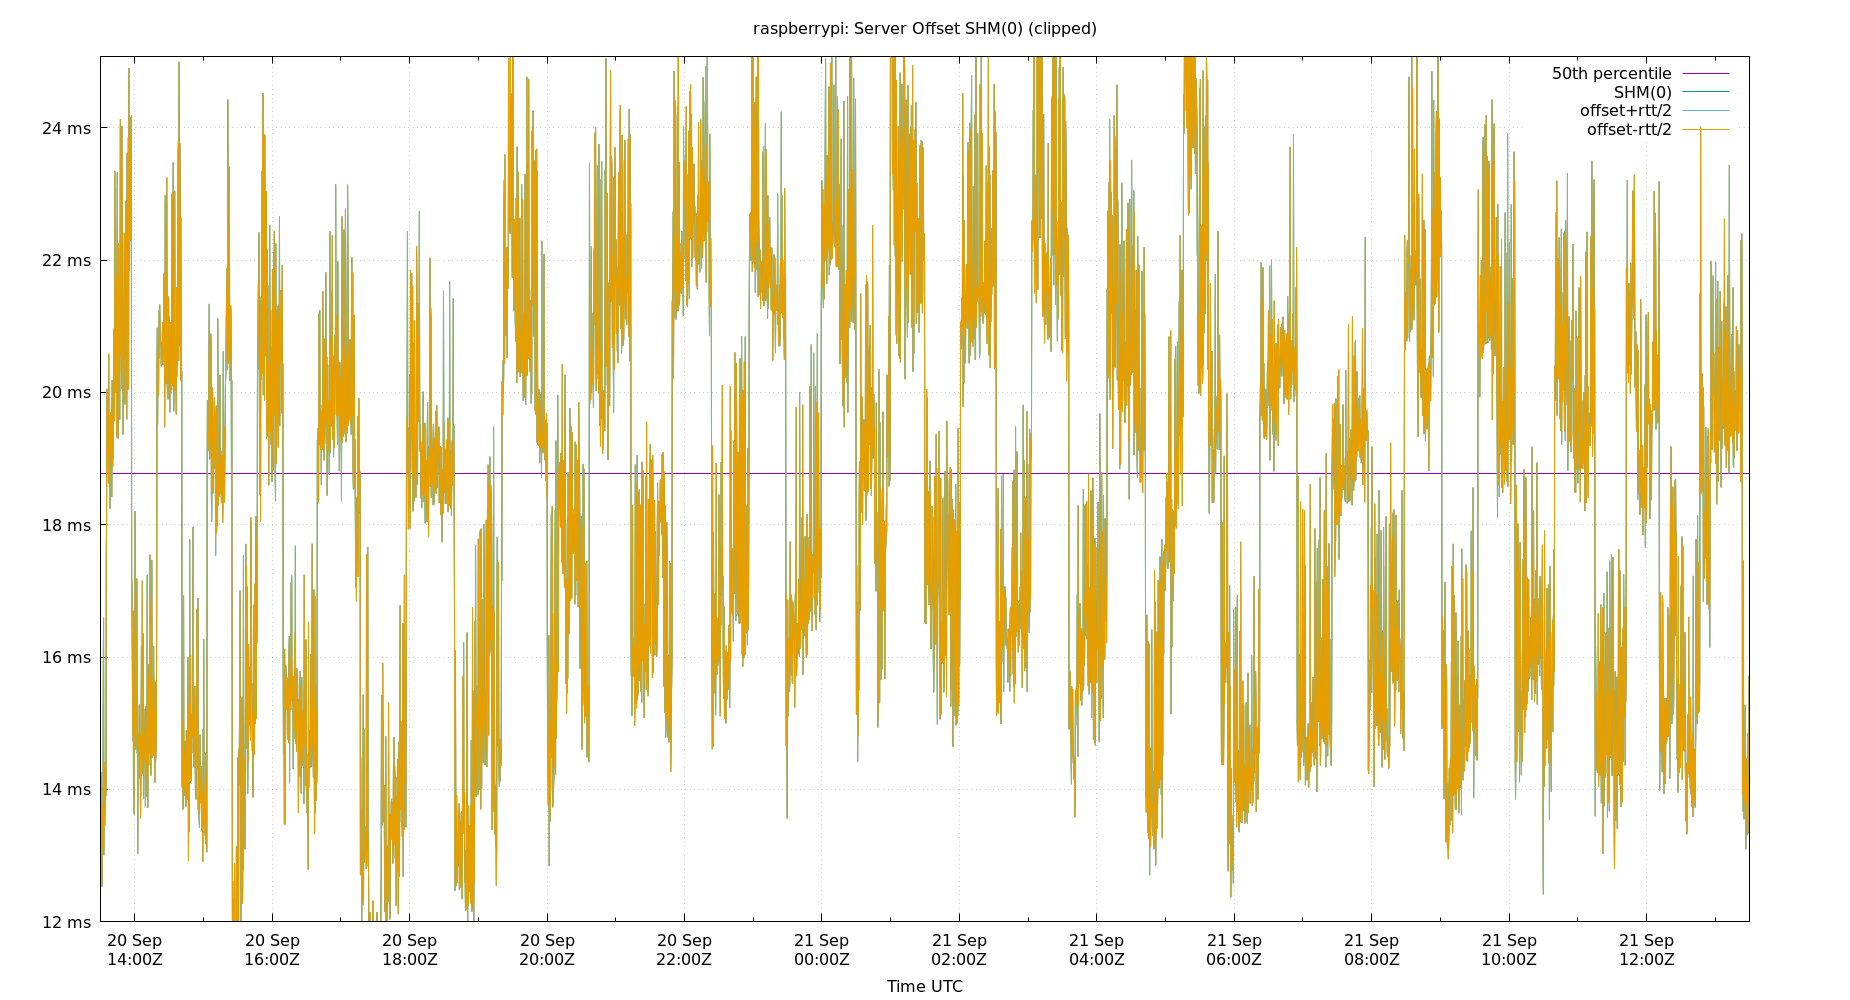 raspberrypi: Server Offset SHM(0) (clipped)
50th percentile
SHM(0)
offset+rtt/2
offset-rtt/2
24 ms
22 ms
20 ms
18 ms
16 ms
14 ms
12 ms
20 Sep 20 Sep 20 Sep 20 Sep 20 Sep 21 Sep 21 Sep 21 Sep 21 Sep 21 Sep 21 Sep 21 Sep
14:00Z 16:00Z 18:00Z 20:00Z 22:00Z 00:00Z 02:00Z 04:00Z 06:00Z 08:00Z 10:00Z 12:00Z
Time UTC